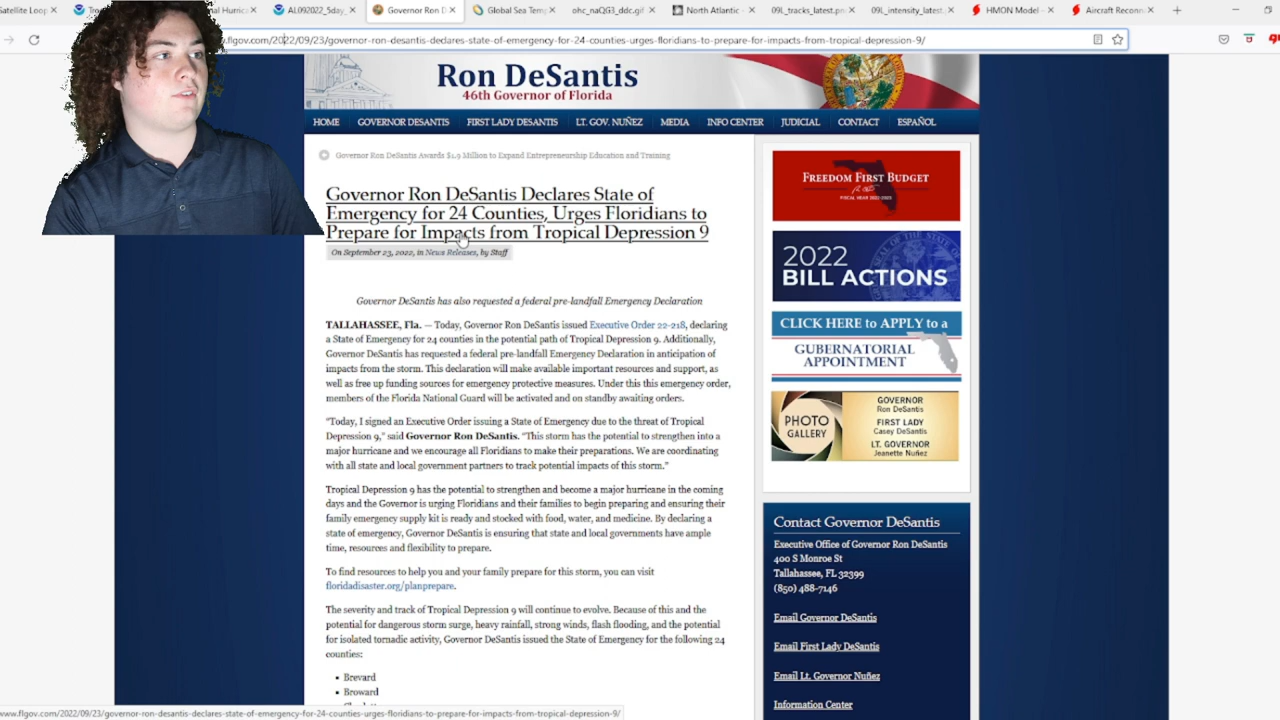 Satellite Loop
Tro
nal Hurric
AL092022_5day_
Governor Ron D
Global Sea Temp
ohc_naQG3_ddc.gif
North Atlantic
09L_tracks_latest.pn
09L_intensity_latest.
HMON Model –
Aircraft Reconn
.flgov.com/2022/09/23/governor-ron-desantis-declares-state-of-emergency-for-24-counties-urges-floridians-to-prepare-for-impacts-from-tropical-depression-9/
Ron DeSantis
46th Governor of Florida
HOME GOVERNOR DESANTIS FIRST LADY DESANTIS LT. GOV. NUÑEZ MEDIA INFO CENTER JUDICIAL CONTACT ESPAÑOL
Governor Ron DeSantis Awards $1.9 Million to Expand Entrepreneurship Education and Training
Governor Ron DeSantis Declares State of
Emergency for 24 Counties, Urges Floridians to
Prepare for Impacts from Tropical Depression 9
On September 23, 2022, in News Releases, by Staff
Governor DeSantis has also requested a federal pre-landfall Emergency Declaration
TALLAHASSEE, Fla. — Today, Governor Ron DeSantis issued Executive Order 22-218, declaring
a State of Emergency for 24 counties in the potential path of Tropical Depression 9. Additionally,
Governor DeSantis has requested a federal pre-landfall Emergency Declaration in anticipation of
impacts from the storm. This declaration will make available important resources and support, as
well as free up funding sources for emergency protective measures. Under this this emergency order,
members of the Florida National Guard will be activated and on standby awaiting orders.
"Today, I signed an Executive Order issuing a State of Emergency due to the threat of Tropical
Depression 9," said Governor Ron DeSantis. "This storm has the potential to strengthen into a
major hurricane and we encourage all Floridians to make their preparations. We are coordinating
with all state and local government partners to track potential impacts of this storm."
Tropical Depression 9 has the potential to strengthen and become a major hurricane in the coming
days and the Governor is urging Floridians and their families to begin preparing and ensuring their
family emergency supply kit is ready and stocked with food, water, and medicine. By declaring a
state of emergency, Governor DeSantis is ensuring that state and local governments have ample
time, resources and flexibility to prepare.
To find resources to help you and your family prepare for this storm, you can visit
floridadisaster.org/planprepare.
The severity and track of Tropical Depression 9 will continue to evolve. Because of this and the
potential for dangerous storm surge, heavy rainfall, strong winds, flash flooding, and the potential
for isolated tornadic activity, Governor DeSantis issued the State of Emergency for the following 24
counties:
Brevard
Broward
FREEDOM FIRST BUDGET
FISCAL YEAR 2022-2023
2022
BILL ACTIONS
CLICK HERE to APPLY to a
GUBERNATORIAL
APPOINTMENT
PHOTO
GALLERY
GOVERNOR
Ron DeSantis
FIRST LADY
Casey DeSantis
LT. GOVERNOR
Jeanette Nuñez
Contact Governor DeSantis
Executive Office of Governor Ron DeSantis
400 S Monroe St
Tallahassee, FL 32399
(850) 488-7146
Email Governor DeSantis
Email First Lady DeSantis
Email Lt. Governor Nuñez
Information Center
www.flgov.com/2022/09/23/governor-ron-desantis-declares-state-of-emergency-for-24-counties-urges-floridians-to-prepare-for-impacts-from-tropical-depression-9/